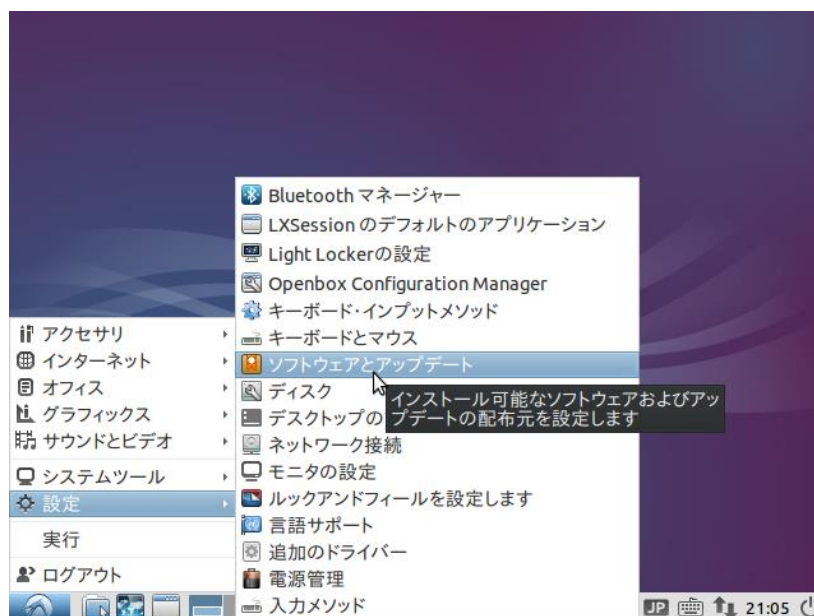 Bluetooth マネージャー
LXSession のデフォルトのアプリケーション
Light Lockerの設定
Openbox Configuration Manager
キーボード・インプットメソッド
キーボードとマウス
ソフトウェアとアップデート
ディスク
デスクトップの
ネットワーク接続
モニタの設定
ルックアンドフィールを設定します
言語サポート
追加のドライバー
電源管理
入力メソッド
インストール可能なソフトウェアおよびアッ
プデートの配布元を設定します
アクセサリ
インターネット
オフィス
グラフィックス
サウンドとビデオ
システムツール
設定
実行
ログアウト
JP
21:05